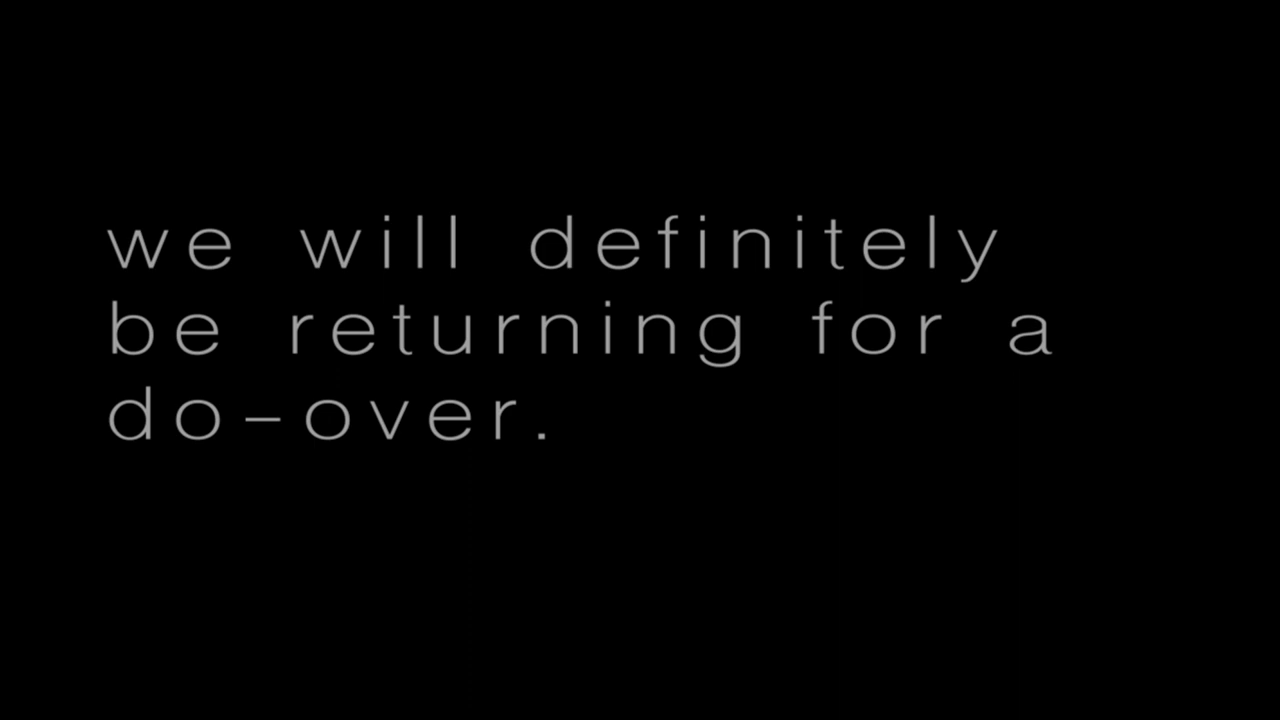 we will definitely
be returning for a
do-over.